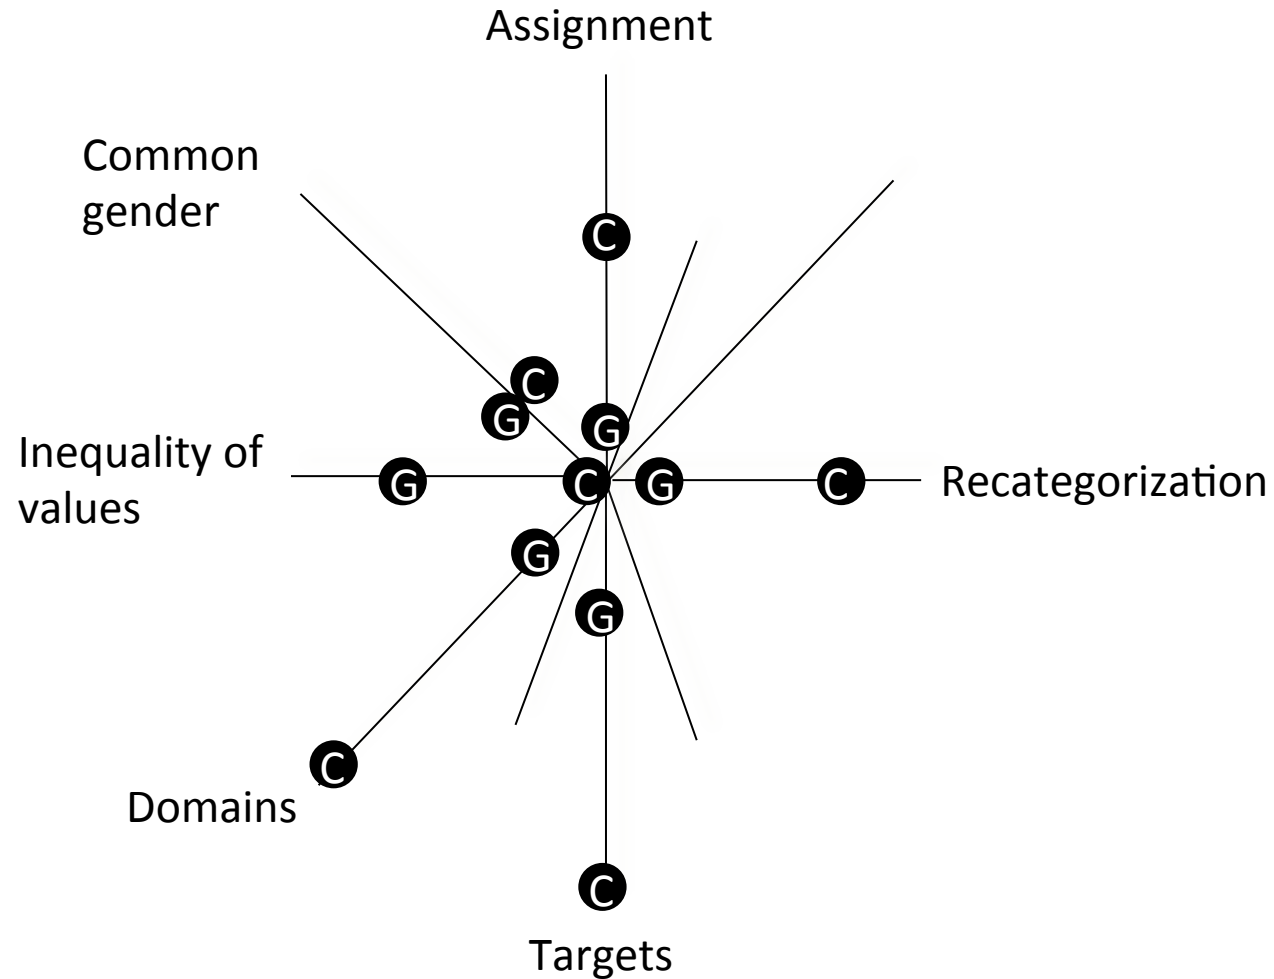 Assignment
Common
gender
C
C
G
G
Inequality of
values
G
C
G
C
Recategorization
G
G
C
Domains
C
Targets